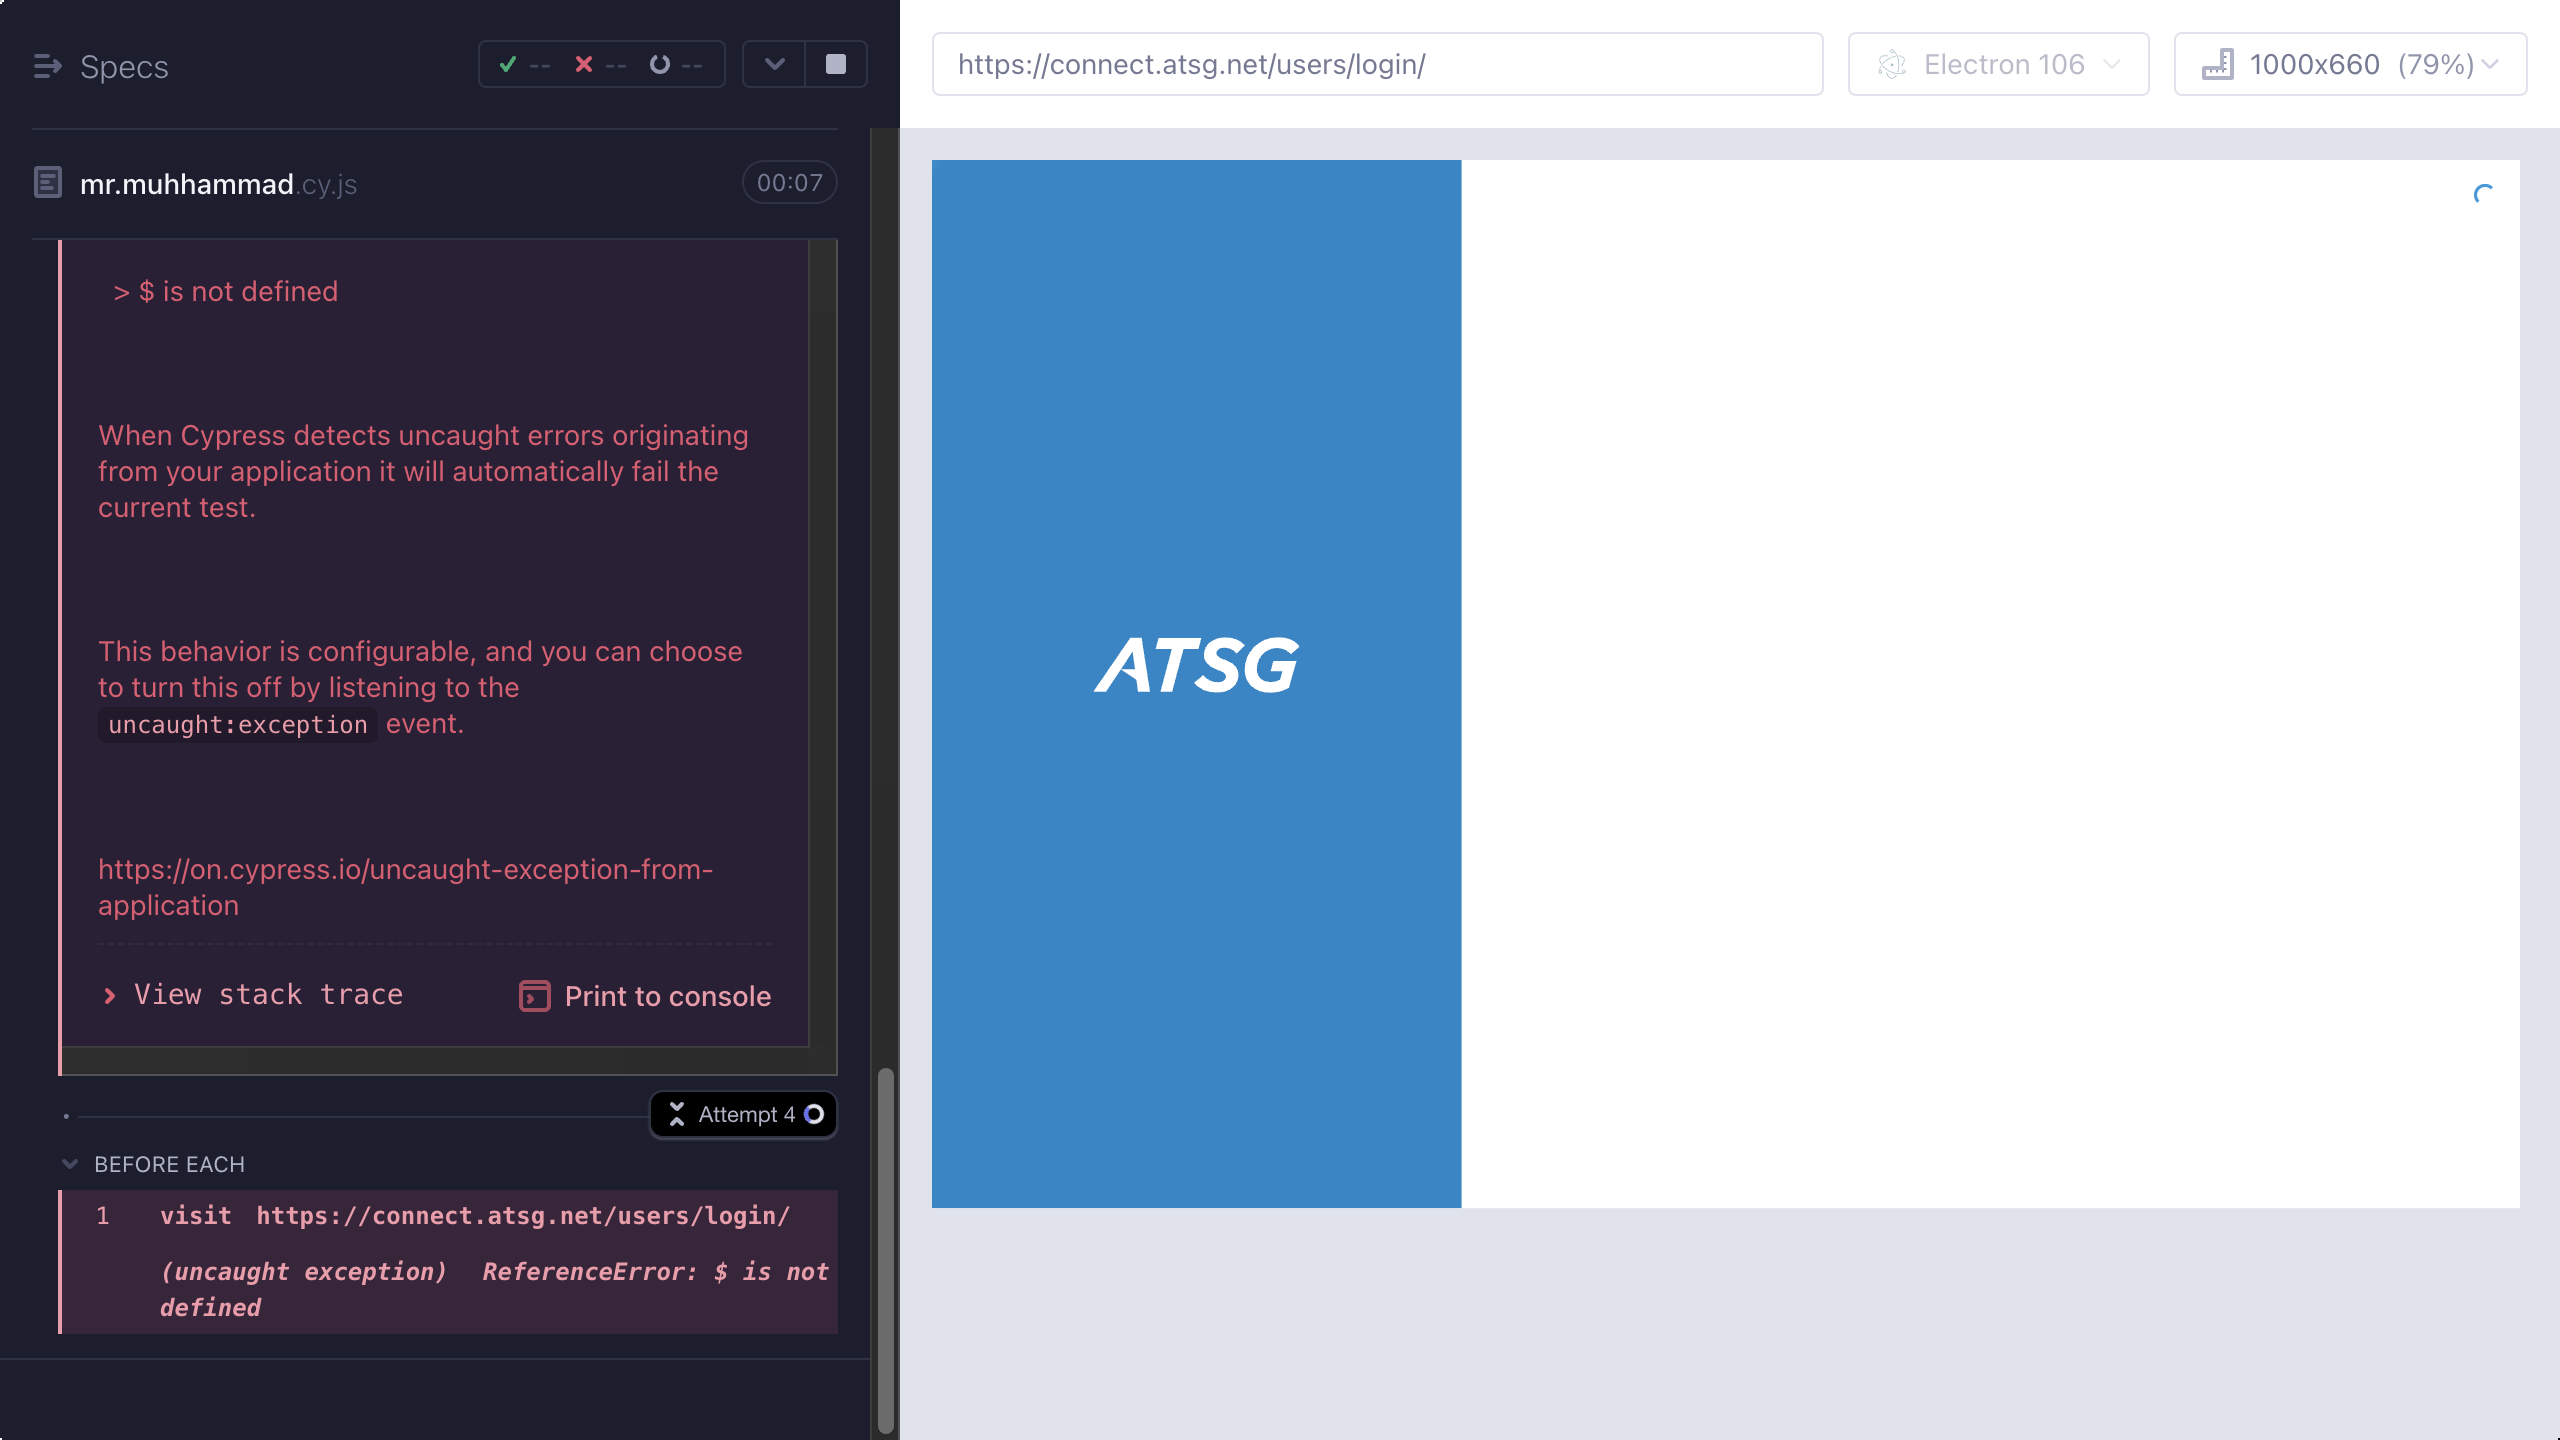 Specs
--
--
--
mr.muhhammad.cy.js
00:07
> $ is not defined
When Cypress detects uncaught errors originating
from your application it will automatically fail the
current test.
This behavior is configurable, and you can choose
to turn this off by listening to the
uncaught:exception event.
https://on.cypress.io/uncaught-exception-from-
application
View stack trace
Print to console
Attempt 4
BEFORE EACH
1 visit https://connect.atsg.net/users/login/
(uncaught exception) ReferenceError: $ is not
defined
https://connect.atsg.net/users/login/
Electron 106
1000x660 (79%)
ATSG